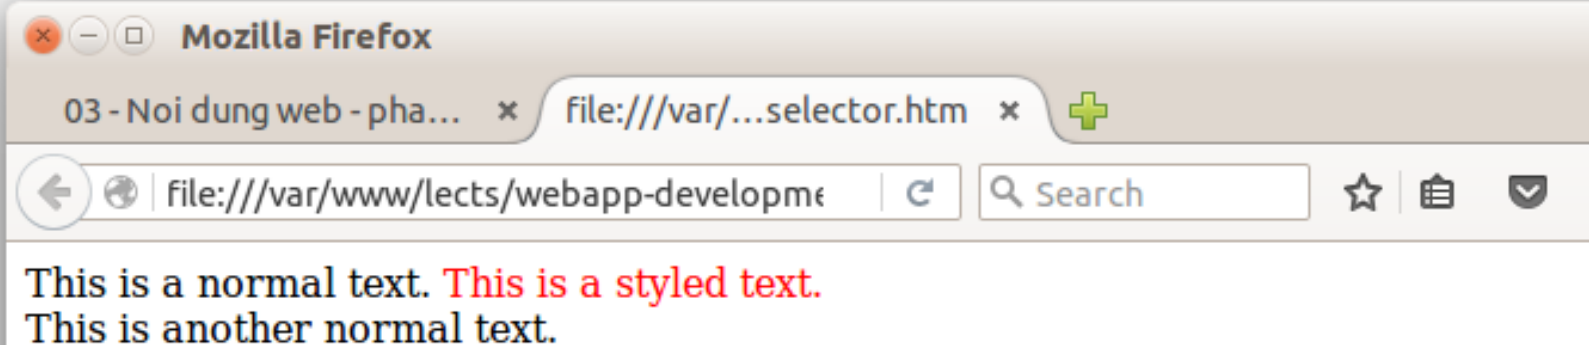 Mozilla Firefox
03 - Noi dung web - pha... file:///var/...selector.htm
file:///var/www/lects/webapp-developme Search
This is a normal text. This is a styled text.
This is another normal text.